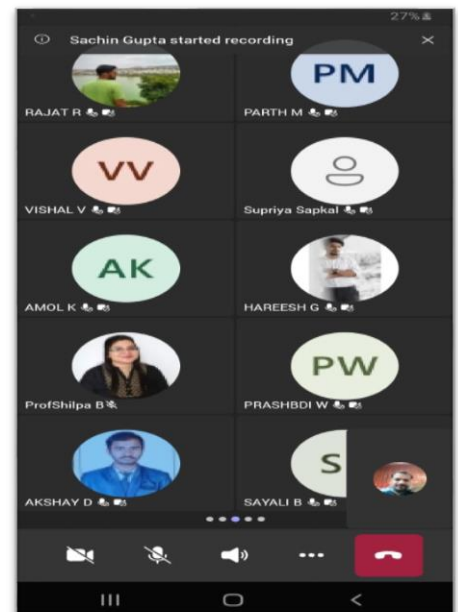 27%
Sachin Gupta started recording
PM
RAJAT R
PARTH M
VV
VISHAL V
Supriya Sapkal
AK
AMOL K
HAREESH G
PW
ProfShilpa B
PRASHBDI W
S
AKSHAY D
SAYALI B